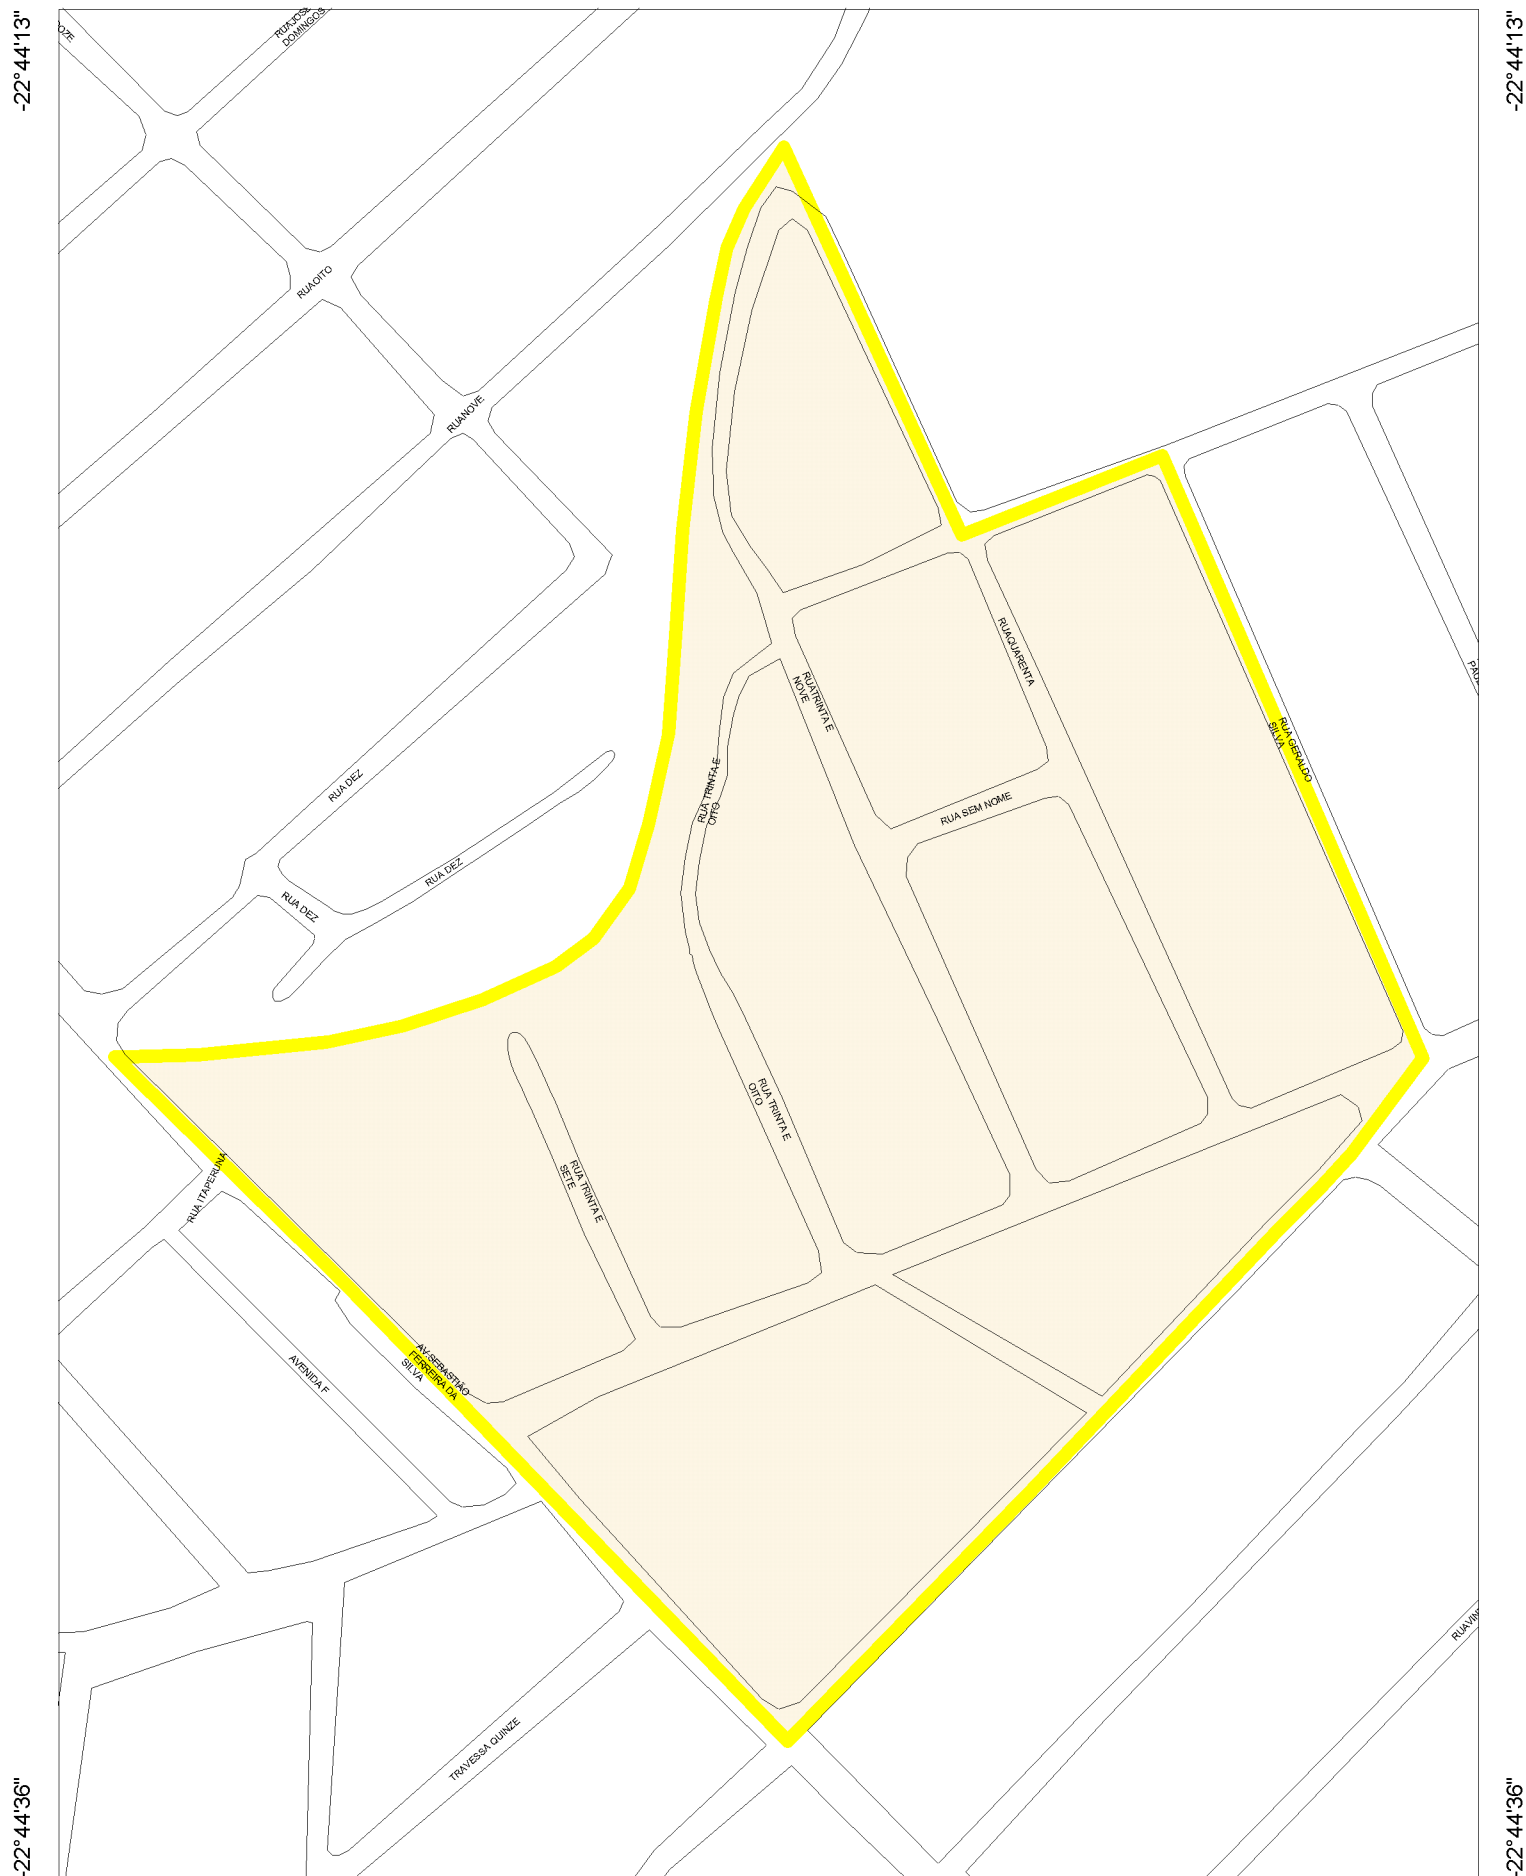 -22°44'13"
-22°44'13"
RUA JOSÉ
DOMINGOS
RUA OITO
RUA NOVE
RUA QUARENTA
RUA TRINTA E
NOVE
RUA GERALDO
SILVA
RUA TRINTA E
OITO
RUA DEZ
RUA SEM NOME
RUA DEZ
RUA DEZ
RUA TRINTA E
OITO
RUA ITAPERUNA
RUA TRINTA E
SETE
AV. SEBASTIÃO
FERREIRA DA
SILVA
AVENIDA F
TRAVESSA QUINZE
-22°44'36"
-22°44'36"